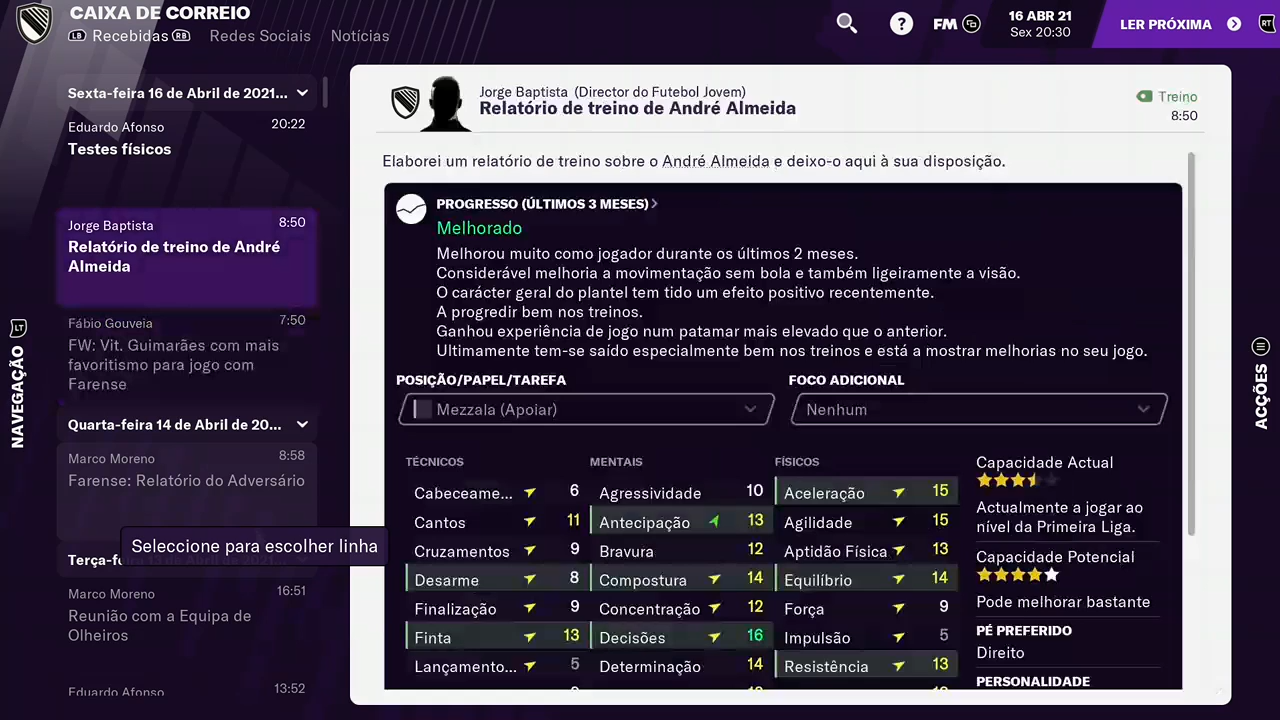 CAIXA DE CORREIO
LB Recebidas RB Redes Sociais Notícias
?
FM
16 ABR 21
Sex 20:30
LER PRÓXIMA
RT
LT
NAVEGAÇÃO
Sexta-feira 16 de Abril de 2021...
Eduardo Afonso 20:22
Testes físicos
Jorge Baptista 8:50
Relatório de treino de André
Almeida
Fábio Gouveia 7:50
FW: Vit. Guimarães com mais
favoritismo para jogo com
Farense
Quarta-feira 14 de Abril de 20...
Marco Moreno 8:58
Farense: Relatório do Adversário
Seleccione para escolher linha
Marco Moreno 16:51
Reunião com a Equipa de
Olheiros
Eduardo Afonso 13:52
Jorge Baptista (Director do Futebol Jovem)
Relatório de treino de André Almeida
Treino
8:50
Elaborei um relatório de treino sobre o André Almeida e deixo-o aqui à sua disposição.
PROGRESSO (ÚLTIMOS 3 MESES)
Melhorado
Melhorou muito como jogador durante os últimos 2 meses.
Considerável melhoria a movimentação sem bola e também ligeiramente a visão.
O carácter geral do plantel tem tido um efeito positivo recentemente.
A progredir bem nos treinos.
Ganhou experiência de jogo num patamar mais elevado que o anterior.
Ultimamente tem-se saído especialmente bem nos treinos e está a mostrar melhorias no seu jogo.
POSIÇÃO/PAPEL/TAREFA
Mezzala (Apoiar)
FOCO ADICIONAL
Nenhum
TÉCNICOS
Cabeceame... 6
Cantos 11
Cruzamentos 9
Desarme 8
Finalização 9
Finta 13
Lançamento... 5
MENTAIS
Agressividade 10
Antecipação 13
Bravura 12
Compostura 14
Concentração 12
Decisões 16
Determinação 14
FÍSICOS
Aceleração 15
Agilidade 15
Aptidão Física 13
Equilíbrio 14
Força 9
Impulsão 5
Resistência 13
Capacidade Actual
Actualmente a jogar ao
nível da Primeira Liga.
Capacidade Potencial
Pode melhorar bastante
PÉ PREFERIDO
Direito
PERSONALIDADE
ACÇÕES